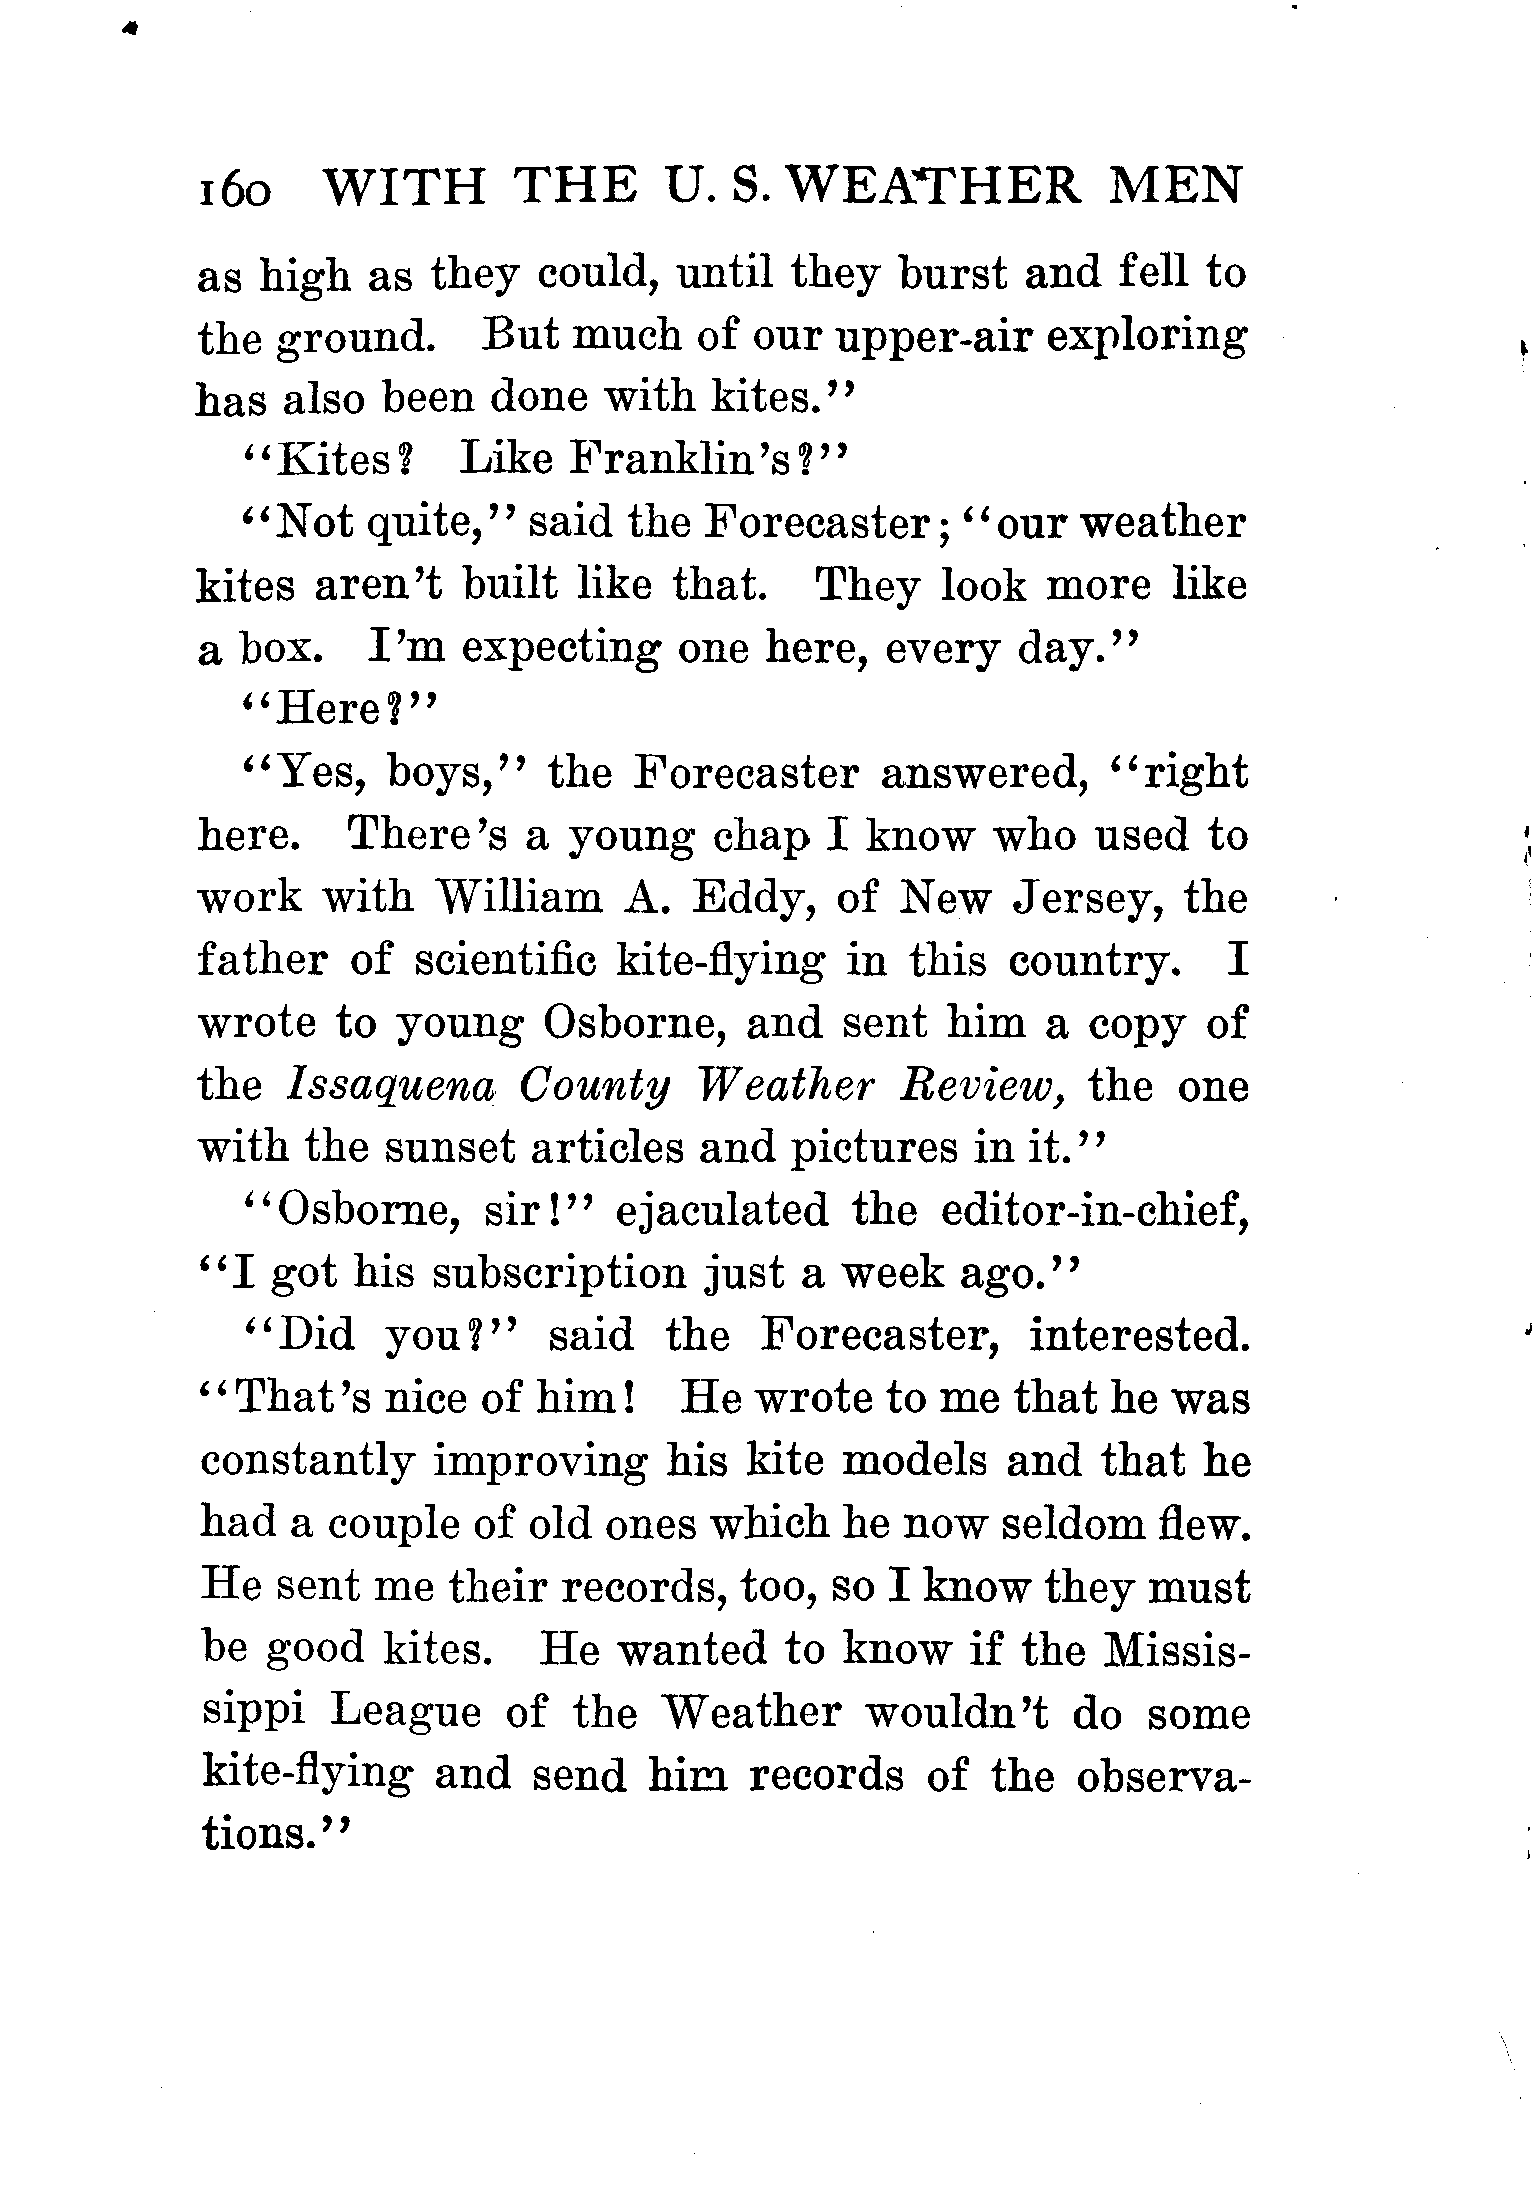 160 WITH THE U. S. WEATHER MEN
as high as they could, until they burst and fell to
the ground. But much of our upper-air exploring
has also been done with kites.”
“Kites? Like Franklin’s?”
“Not quite,” said the Forecaster; “our weather
kites aren’t built like that. They look more like
a box. I’m expecting one here, every day.”
“Here?”
“Yes, boys,” the Forecaster answered, “right
here. There’s a young chap I know who used to
work with William A. Eddy, of New Jersey, the
father of scientific kite-flying in this country. I
wrote to young Osborne, and sent him a copy of
the Issaquena County Weather Review, the one
with the sunset articles and pictures in it.”
“Osborne, sir!” ejaculated the editor-in-chief,
“I got his subscription just a week ago.”
“Did you?” said the Forecaster, interested.
“That’s nice of him! He wrote to me that he was
constantly improving his kite models and that he
had a couple of old ones which he now seldom flew.
He sent me their records, too, so I know they must
be good kites. He wanted to know if the Missis-
sippi League of the Weather wouldn’t do some
kite-flying and send him records of the observa-
tions.”